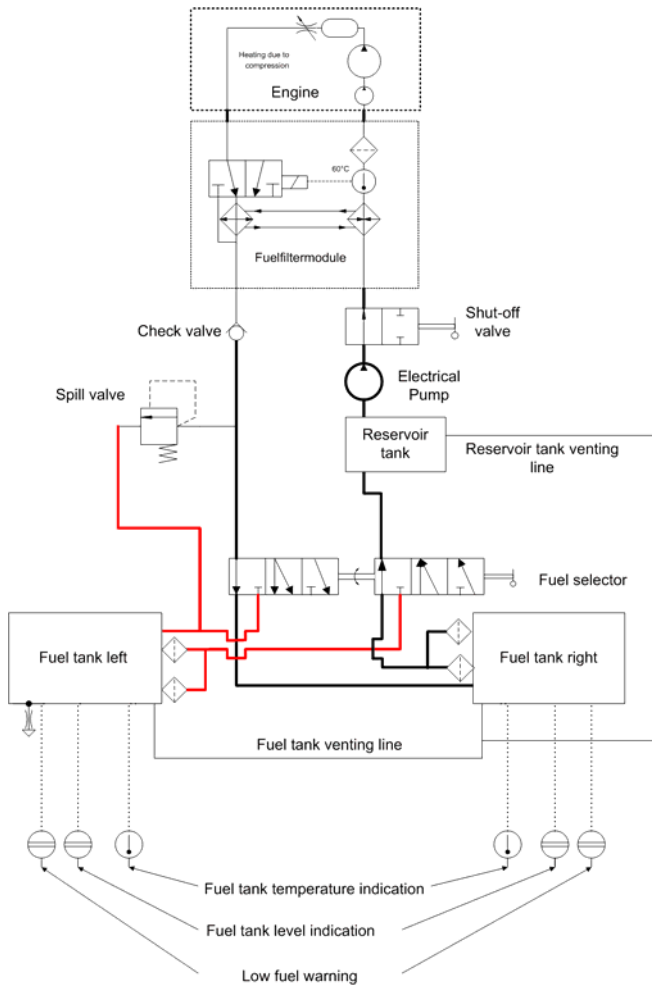 Heating due to
compression
Engine
60°C
Fuelfiltermodule
Shut-off
valve
Check valve
Electrical
Pump
Spill valve
Reservoir
tank
Reservoir tank venting
line
Fuel selector
Fuel tank left
Fuel tank right
Fuel tank venting line
Fuel tank temperature indication
Fuel tank level indication
Low fuel warning